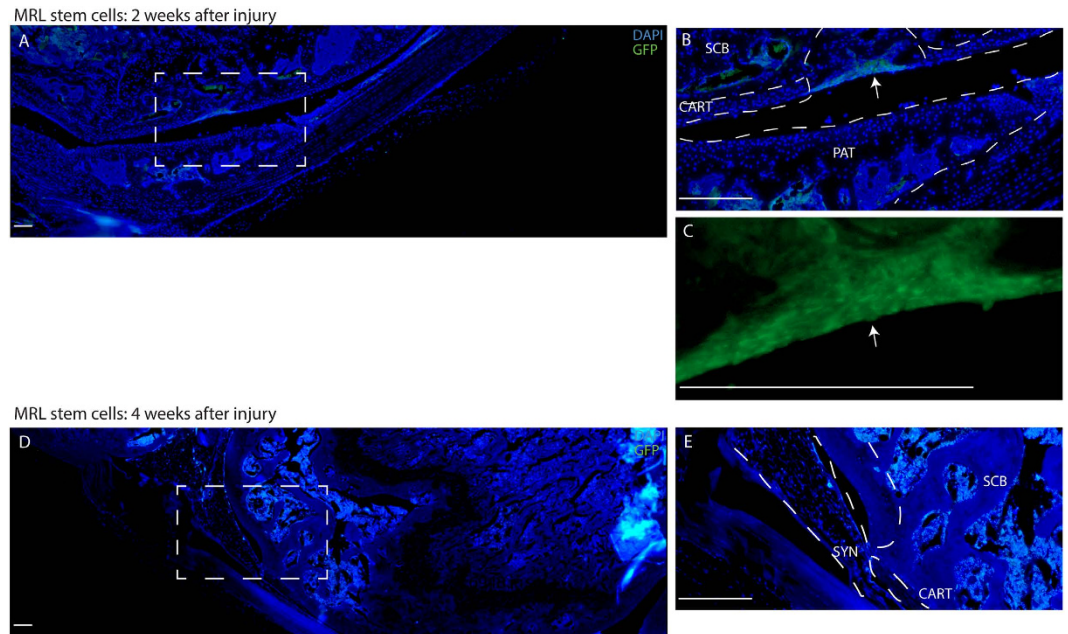 MRL stem cells: 2 weeks after injury
A
DAPI
GFP
B
SCB
CART
PAT
C
MRL stem cells: 4 weeks after injury
D
GFP
E
SCB
SYN
CART